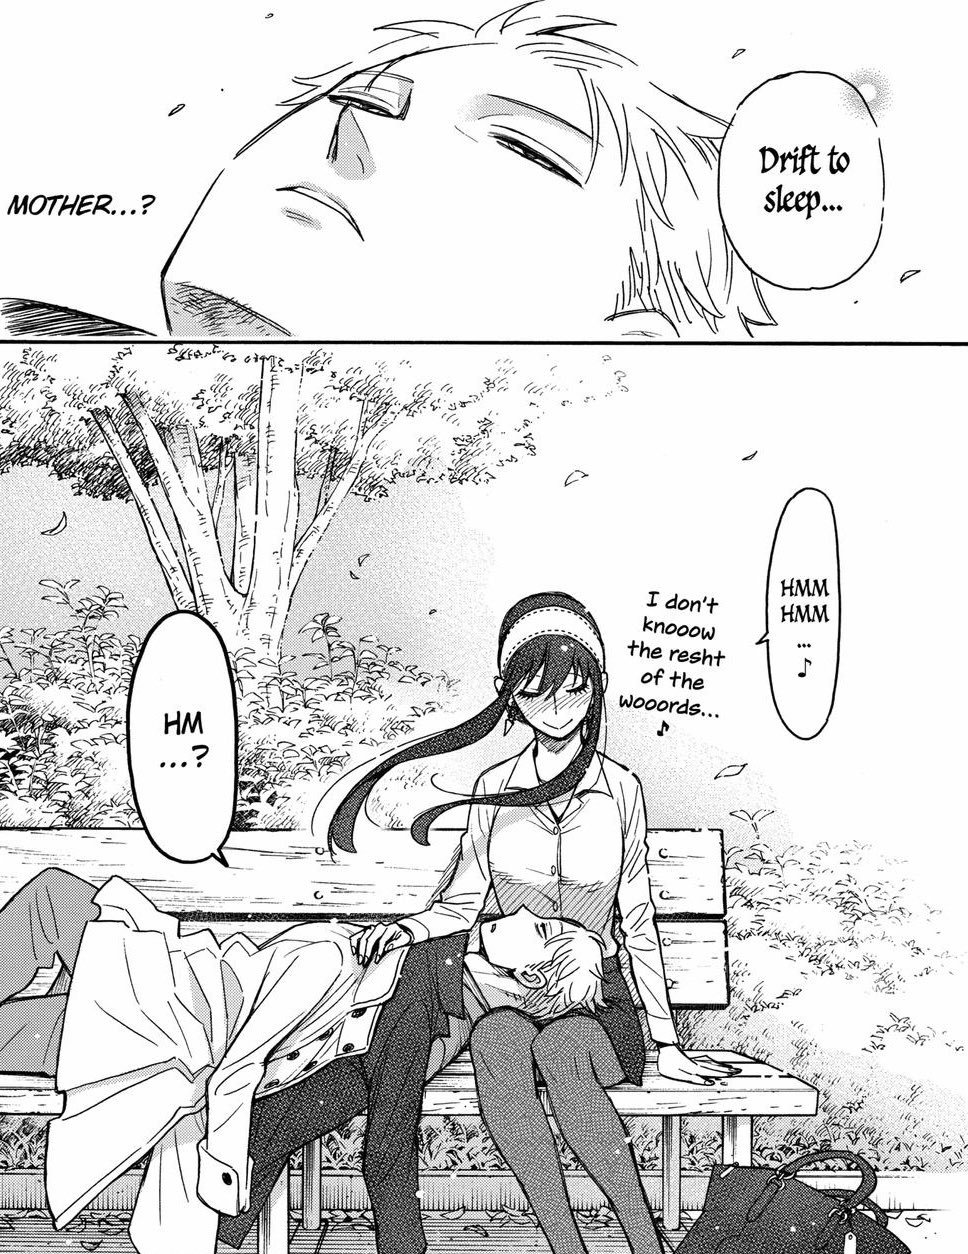 Drift to
sleep...
MOTHER...?
HMM
HMM
...
♪
I don't
knooow
the resht
of the
wooords...
♪
HM
...?